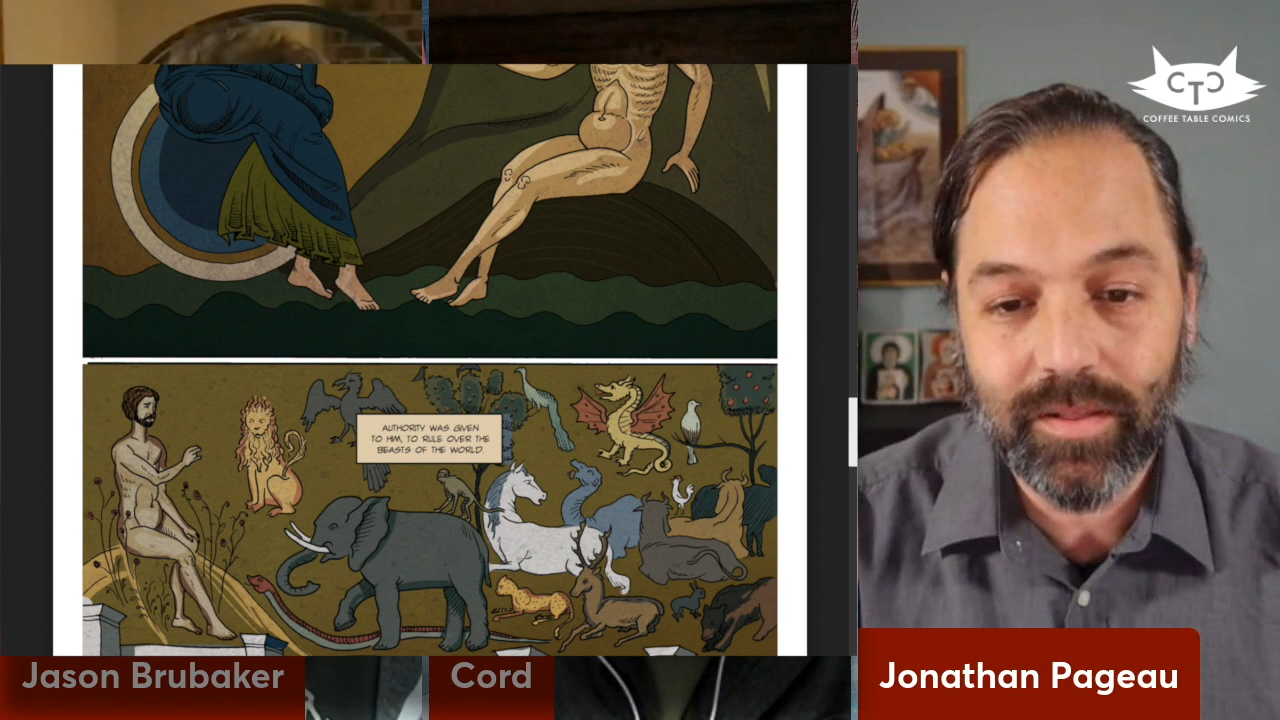 CTC
COFFEE TABLE COMICS
AUTHORITY WAS GIVEN
TO HIM, TO RULE OVER THE
BEASTS OF THE WORLD.
Jason Brubaker
Cord
Jonathan Pageau